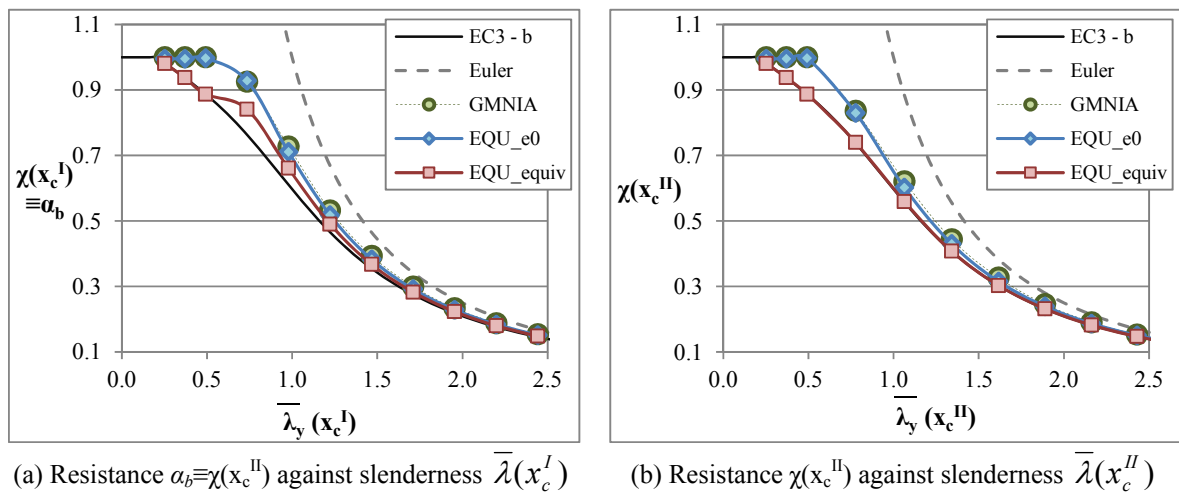 1.1
0.9
0.7
0.5
0.3
0.1
χ(x_c^I)
≡α_b
0.0 0.5 1.0 1.5 2.0 2.5
λ̅_y (x_c^I)
EC3 - b
Euler
GMNIA
EQU_e0
EQU_equiv
(a) Resistance α_b≡χ(x_c^II) against slenderness λ̅(x_c^I)
1.1
0.9
0.7
0.5
0.3
0.1
χ(x_c^II)
0.0 0.5 1.0 1.5 2.0 2.5
λ̅_y (x_c^II)
EC3 - b
Euler
GMNIA
EQU_e0
EQU_equiv
(b) Resistance χ(x_c^II) against slenderness λ̅(x_c^II)